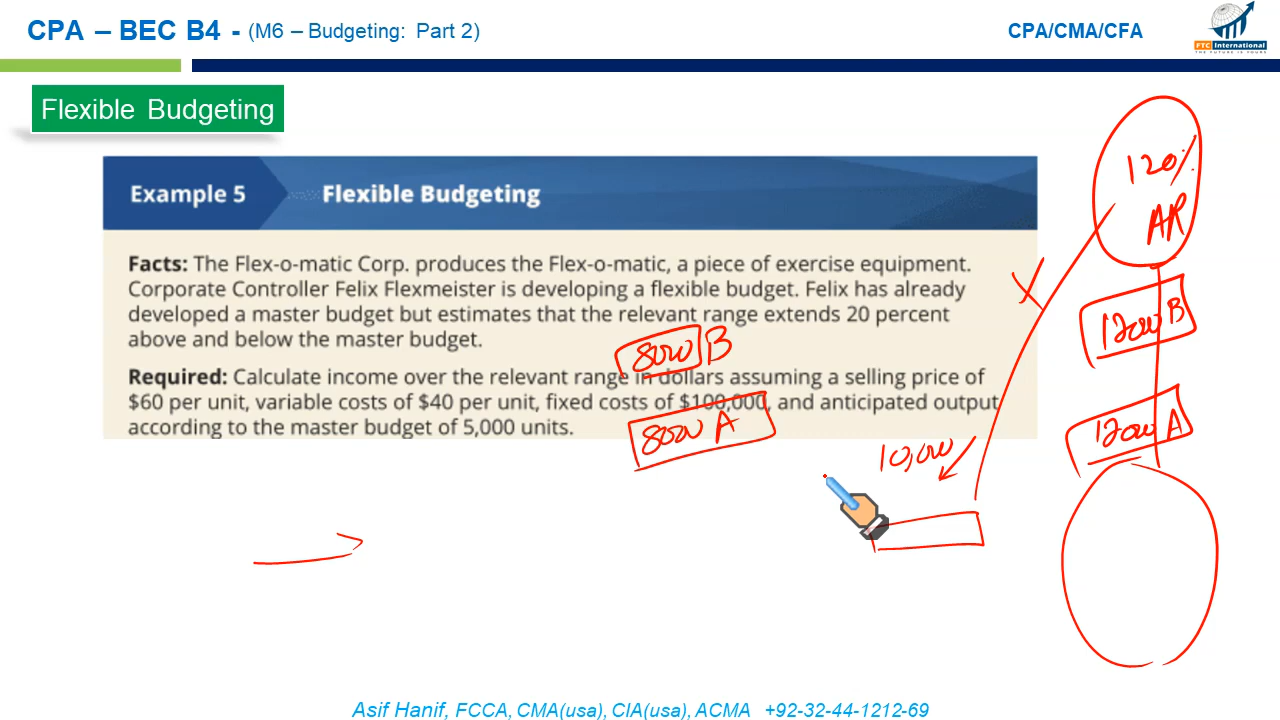 CPA – BEC B4 - (M6 – Budgeting: Part 2)
CPA/CMA/CFA
FTC International
THE FUTURE IS YOURS
Flexible Budgeting
Example 5 Flexible Budgeting
Facts: The Flex-o-matic Corp. produces the Flex-o-matic, a piece of exercise equipment.
Corporate Controller Felix Flexmeister is developing a flexible budget. Felix has already
developed a master budget but estimates that the relevant range extends 20 percent
above and below the master budget.
Required: Calculate income over the relevant range in dollars assuming a selling price of
$60 per unit, variable costs of $40 per unit, fixed costs of $100,000, and anticipated output
according to the master budget of 5,000 units.
120%
AR
12000 B
8000 B
12000 A
8000 A
10,000
Asif Hanif, FCCA, CMA(usa), CIA(usa), ACMA +92-32-44-1212-69